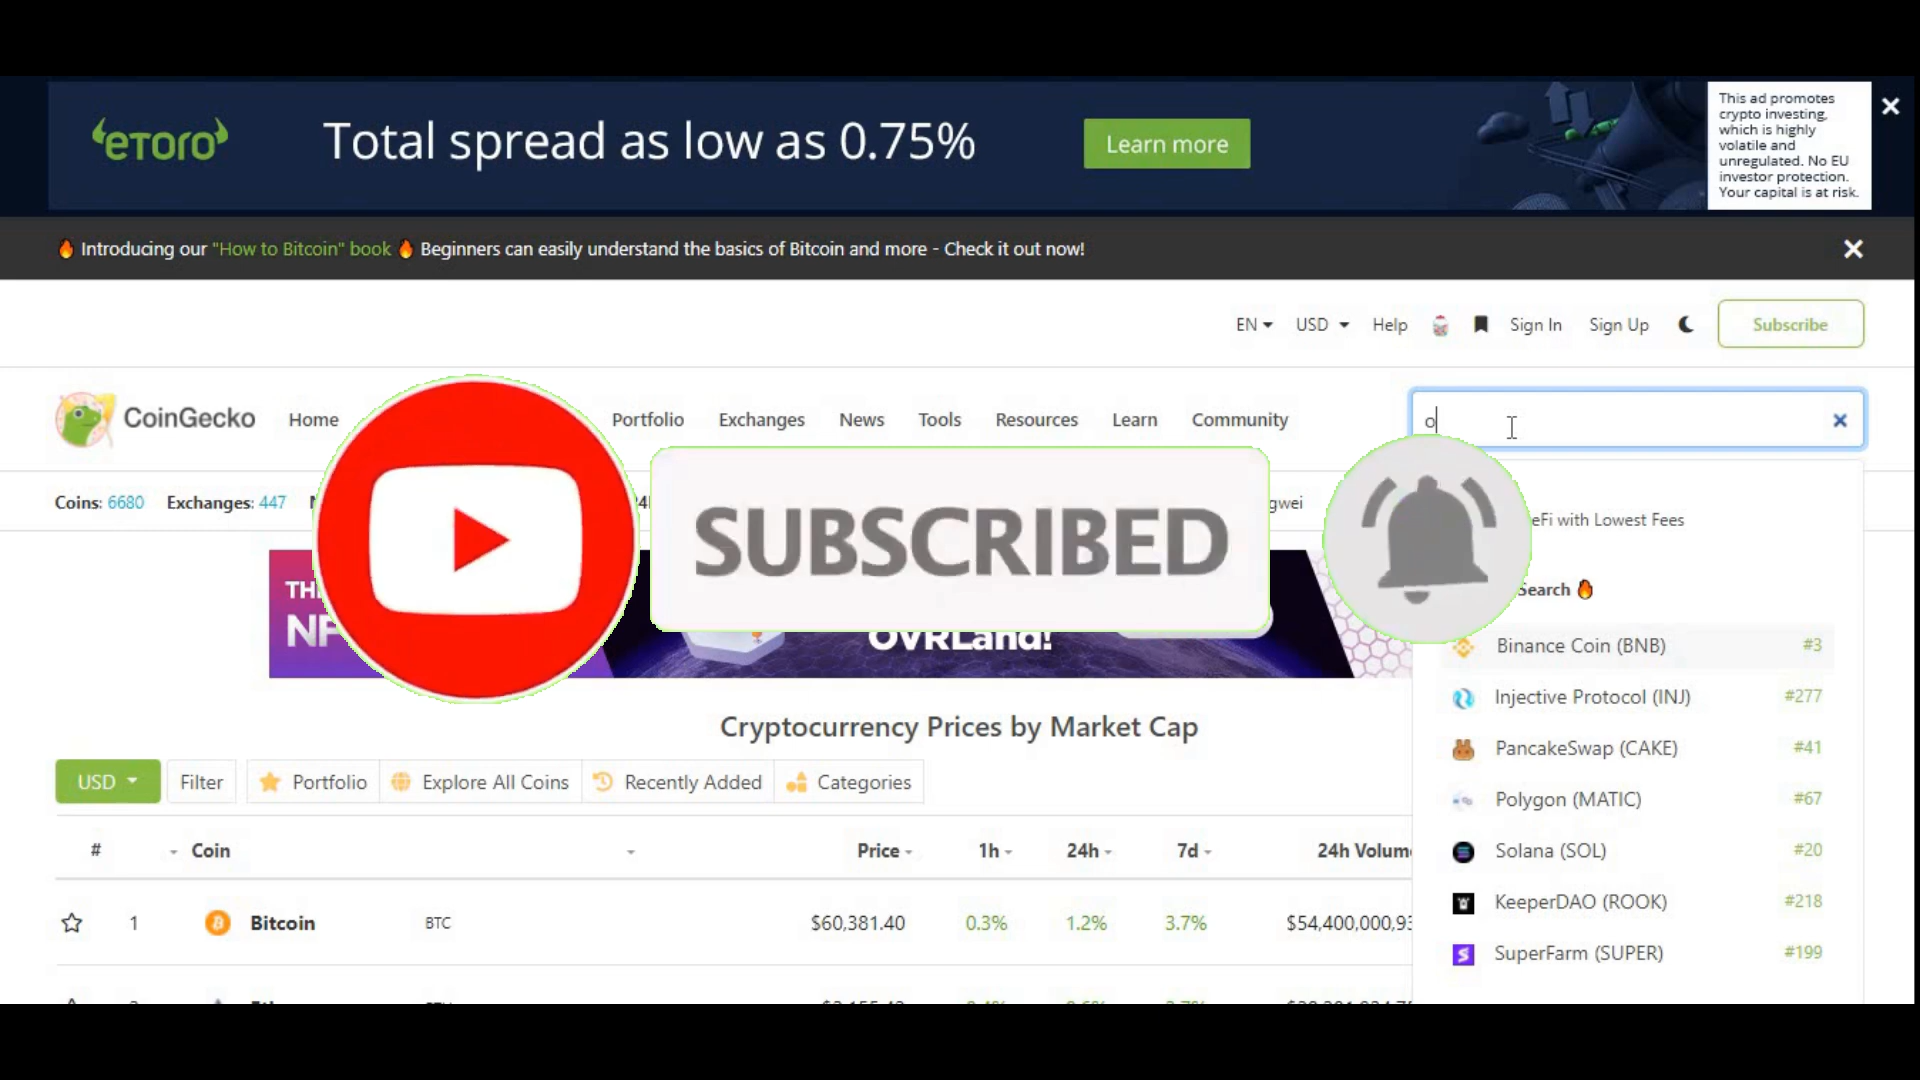 eToro
Total spread as low as 0.75%
Learn more
This ad promotes
crypto investing,
which is highly
volatile and
unregulated. No EU
investor protection.
Your capital is at risk.
Introducing our "How to Bitcoin" book Beginners can easily understand the basics of Bitcoin and more - Check it out now!
EN USD Help Sign In Sign Up Subscribe
CoinGecko Home Portfolio Exchanges News Tools Resources Learn Community
o
Coins: 6680 Exchanges: 447 gwei
SUBSCRIBED
eFi with Lowest Fees
Search
OVRLand!
Binance Coin (BNB) #3
Injective Protocol (INJ) #277
PancakeSwap (CAKE) #41
Polygon (MATIC) #67
Solana (SOL) #20
KeeperDAO (ROOK) #218
SuperFarm (SUPER) #199
Cryptocurrency Prices by Market Cap
USD Filter Portfolio Explore All Coins Recently Added Categories
# Coin Price 1h 24h 7d 24h Volum
1 Bitcoin BTC $60,381.40 0.3% 1.2% 3.7% $54,400,000,93